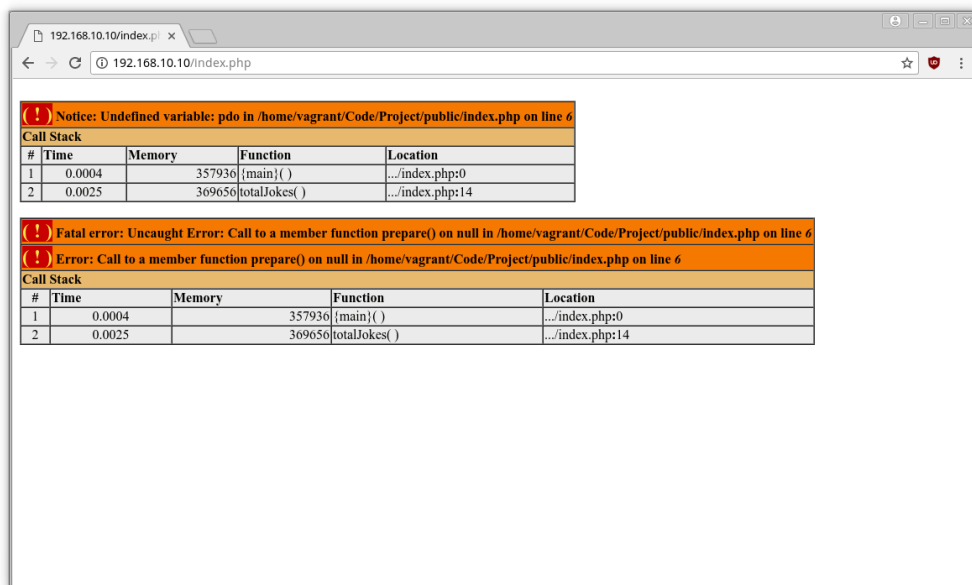 192.168.10.10/index.pl
192.168.10.10/index.php
( ! ) Notice: Undefined variable: pdo in /home/vagrant/Code/Project/public/index.php on line 6
Call Stack
# Time Memory Function Location
1 0.0004 357936 {main}( ) .../index.php:0
2 0.0025 369656 totalJokes( ) .../index.php:14
( ! ) Fatal error: Uncaught Error: Call to a member function prepare() on null in /home/vagrant/Code/Project/public/index.php on line 6
( ! ) Error: Call to a member function prepare() on null in /home/vagrant/Code/Project/public/index.php on line 6
Call Stack
# Time Memory Function Location
1 0.0004 357936 {main}( ) .../index.php:0
2 0.0025 369656 totalJokes( ) .../index.php:14